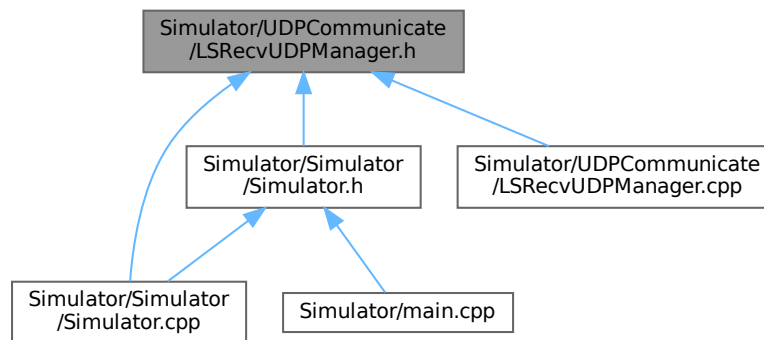 Simulator/UDPCommunicate
/LSRecvUDPManager.h
Simulator/Simulator
/Simulator.h
Simulator/UDPCommunicate
/LSRecvUDPManager.cpp
Simulator/Simulator
/Simulator.cpp
Simulator/main.cpp